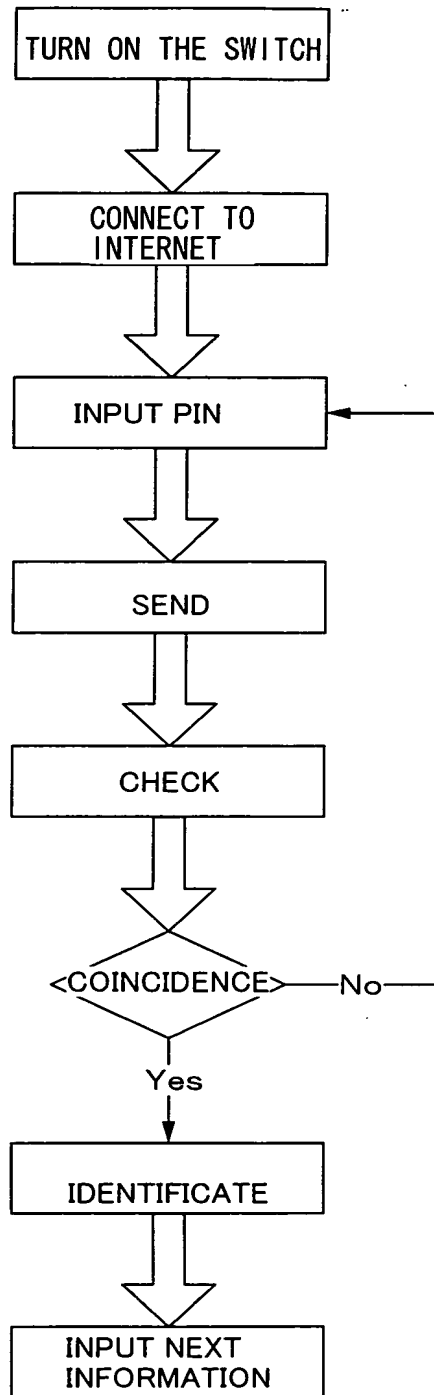 TURN ON THE SWITCH
CONNECT TO
INTERNET
INPUT PIN
SEND
CHECK
COINCIDENCE
No
Yes
IDENTIFICATE
INPUT NEXT
INFORMATION